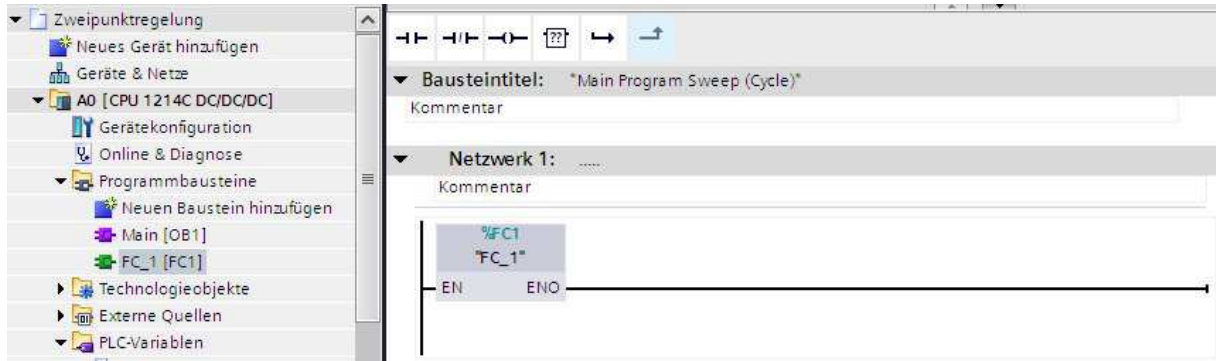 Zweipunktregelung
Neues Gerät hinzufügen
Geräte & Netze
A0 [CPU 1214C DC/DC/DC]
Gerätekonfiguration
Online & Diagnose
Programmbausteine
Neuen Baustein hinzufügen
Main [OB1]
FC_1 [FC1]
Technologieobjekte
Externe Quellen
PLC-Variablen
??
Bausteintitel: "Main Program Sweep (Cycle)"
Kommentar
Netzwerk 1: .....
Kommentar
%FC1
"FC_1"
EN ENO